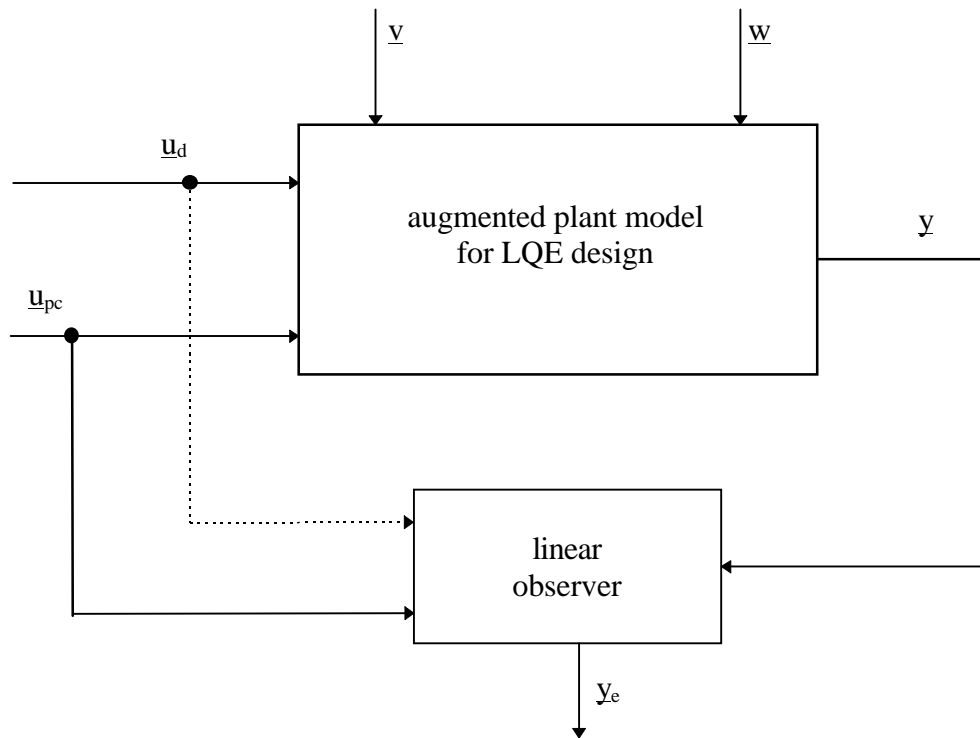 v
w
u_d
augmented plant model
for LQE design
y
u_pc
linear
observer
y_e